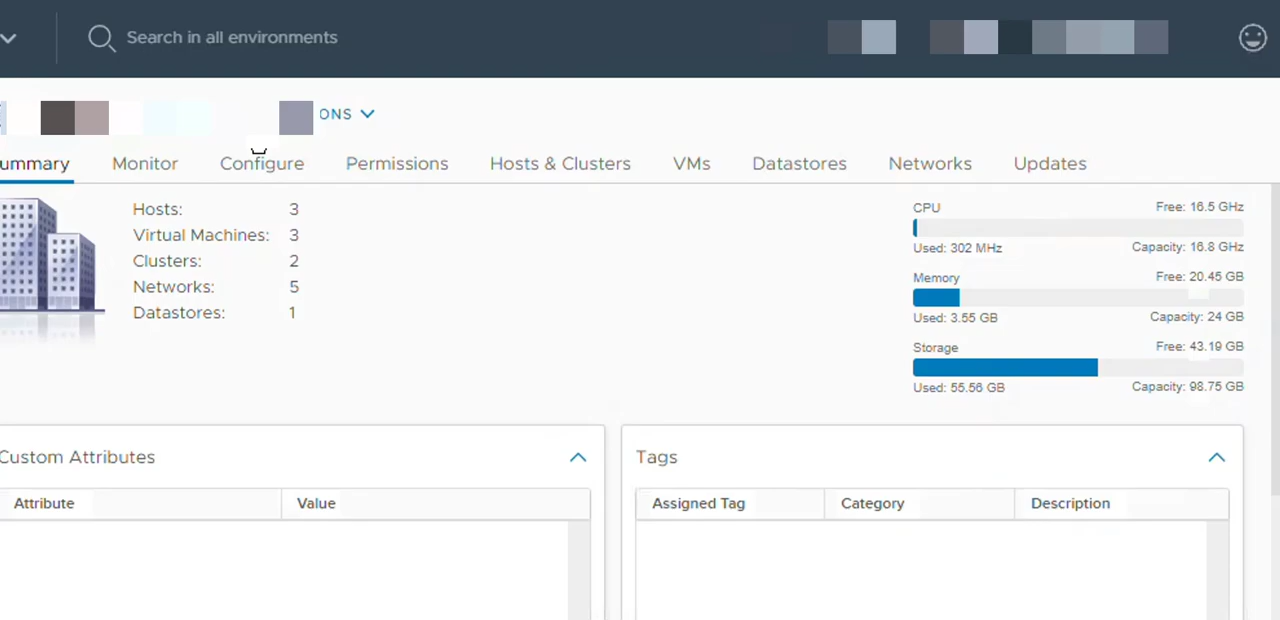 Search in all environments
ONS
ummary Monitor Configure Permissions Hosts & Clusters VMs Datastores Networks Updates
Hosts: 3
Virtual Machines: 3
Clusters: 2
Networks: 5
Datastores: 1
CPU Free: 16.5 GHz
Used: 302 MHz Capacity: 16.8 GHz
Memory Free: 20.45 GB
Used: 3.55 GB Capacity: 24 GB
Storage Free: 43.19 GB
Used: 55.56 GB Capacity: 98.75 GB
Custom Attributes
Attribute Value
Tags
Assigned Tag Category Description